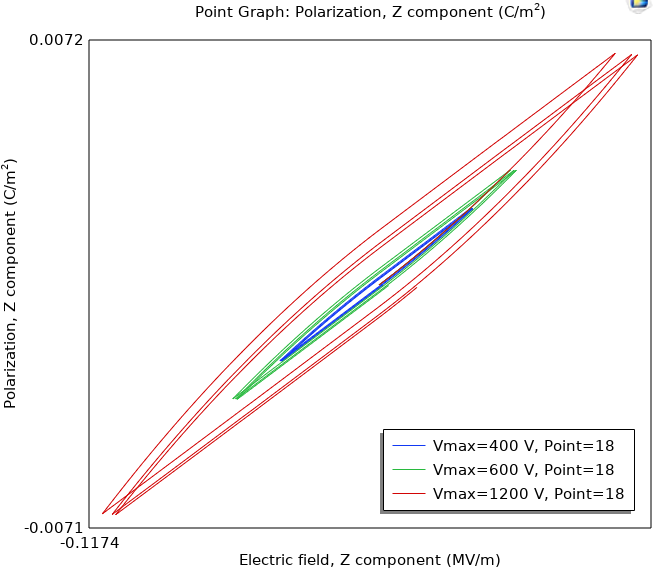 Point Graph: Polarization, Z component (C/m²)
0.0072
Polarization, Z component (C/m²)
Vmax=400 V, Point=18
Vmax=600 V, Point=18
Vmax=1200 V, Point=18
-0.0071
-0.1174
Electric field, Z component (MV/m)